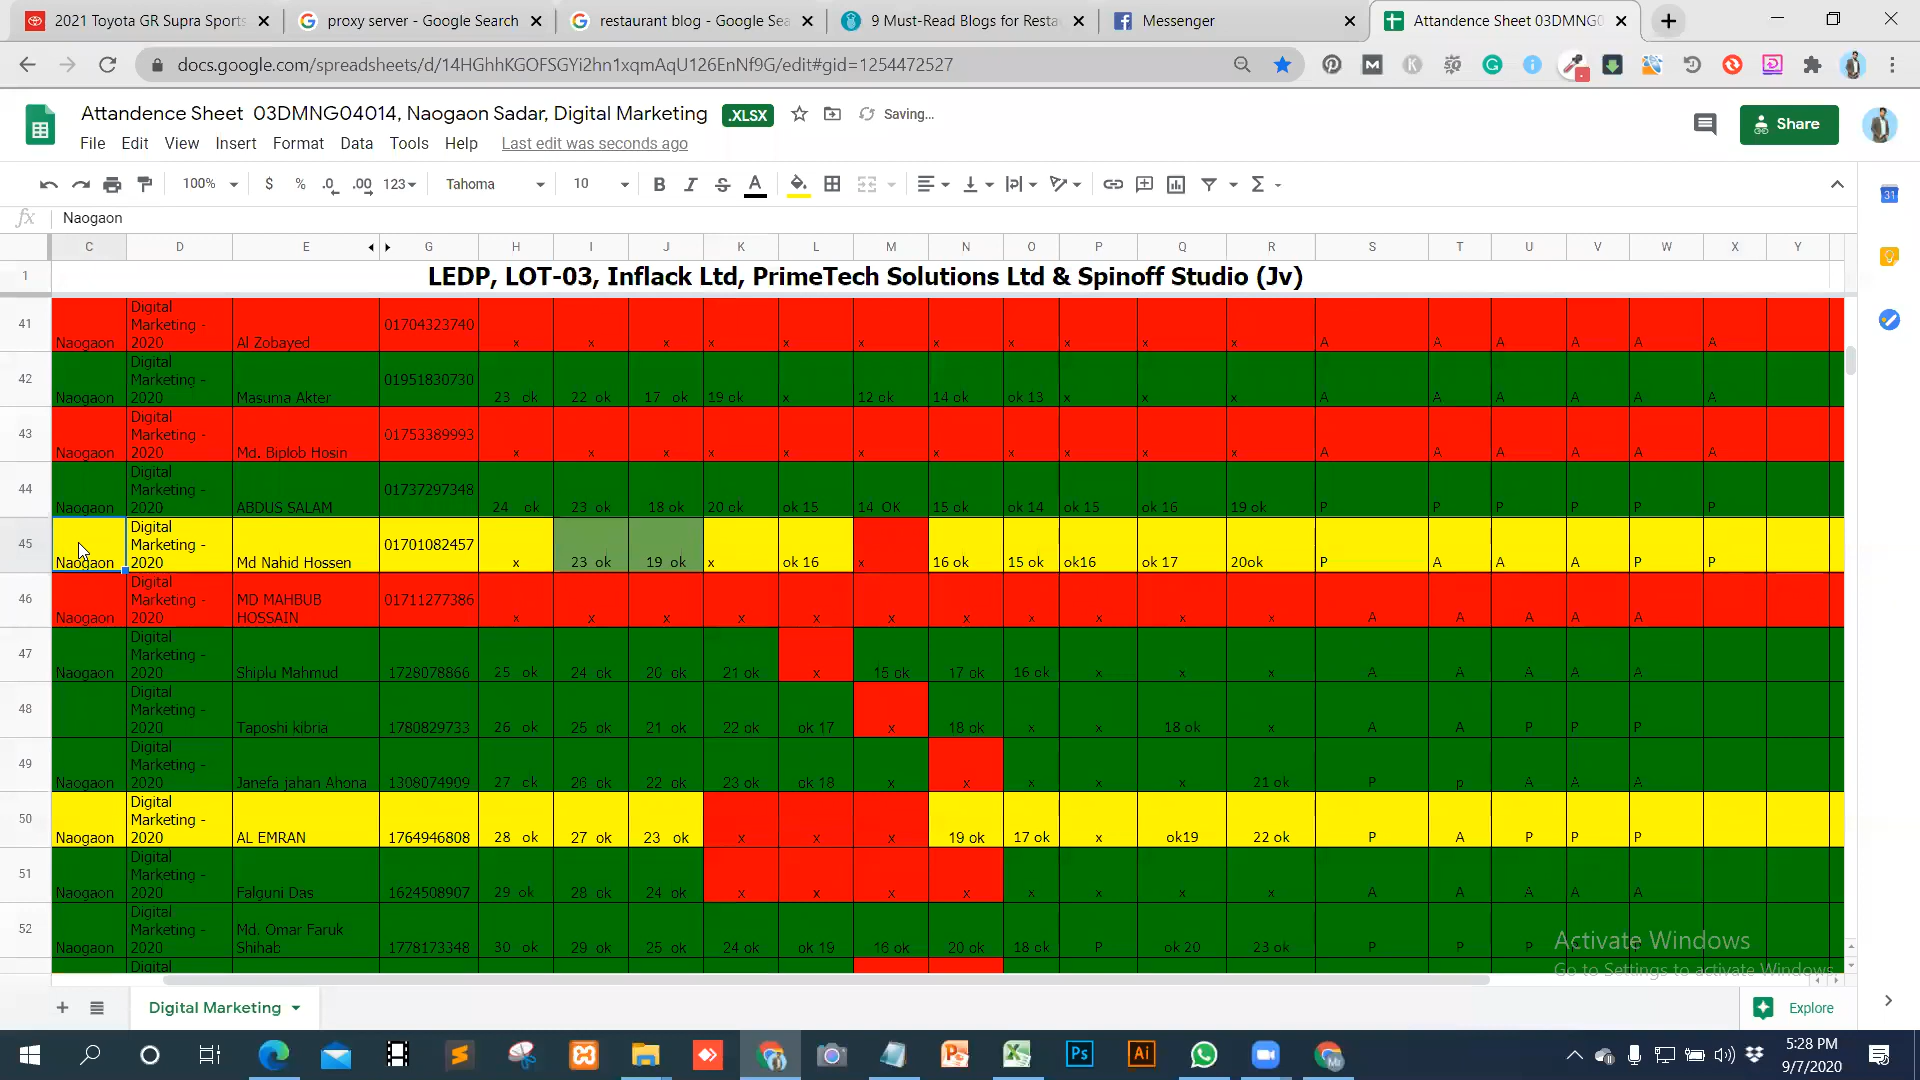 2021 Toyota GR Supra Sports
proxy server - Google Search
restaurant blog - Google Sea
9 Must-Read Blogs for Resta
Messenger
Attandence Sheet 03DMNG0
docs.google.com/spreadsheets/d/14HGhhKGOFSGYi2hn1xqmAqU126EnNf9G/edit#gid=1254472527
Attandence Sheet 03DMNG04014, Naogaon Sadar, Digital Marketing .XLSX Saving...
Share
File Edit View Insert Format Data Tools Help Last edit was seconds ago
100% $ % .0 .00 123 Tahoma 10 B I S A Σ
fx Naogaon
C D E G H I J K L M N O P Q R S T U V W X Y
1 LEDP, LOT-03, Inflack Ltd, PrimeTech Solutions Ltd & Spinoff Studio (Jv)
41 Naogaon Digital Marketing - 2020 Al Zobayed 01704323740 x x x x x x x x x x x A A A A A A
42 Naogaon Digital Marketing - 2020 Masuma Akter 01951830730 23 ok 22 ok 17 ok 19 ok x 12 ok 14 ok ok 13 x x x A A A A A A
43 Naogaon Digital Marketing - 2020 Md. Biplob Hosin 01753389993 x x x x x x x x x x x A A A A A A
44 Naogaon Digital Marketing - 2020 ABDUS SALAM 01737297348 24 ok 23 ok 18 ok 20 ok ok 15 14 OK 15 ok ok 14 ok 15 ok 16 19 ok P P P P P P
45 Naogaon Digital Marketing - 2020 Md Nahid Hossen 01701082457 x 23 ok 19 ok x ok 16 x 16 ok 15 ok ok16 ok 17 20ok P A A A P P
46 Naogaon Digital Marketing - 2020 MD MAHBUB HOSSAIN 01711277386 x x x x x x x x x x x A A A A A
47 Naogaon Digital Marketing - 2020 Shiplu Mahmud 1728078866 25 ok 24 ok 20 ok 21 ok x 15 ok 17 ok 16 ok x x x A A A A A
48 Digital Marketing - 2020 Taposhi kibria 1780829733 26 ok 25 ok 21 ok 22 ok ok 17 x 18 ok x x 18 ok x A A P P P
49 Naogaon Digital Marketing - 2020 Janefa jahan Ahona 1308074909 27 ok 26 ok 22 ok 23 ok ok 18 x x x x x 21 ok P p A A A
50 Naogaon Digital Marketing - 2020 AL EMRAN 1764946808 28 ok 27 ok 23 ok x x x 19 ok 17 ok x ok19 22 ok P A P P P
51 Naogaon Digital Marketing - 2020 Falguni Das 1624508907 29 ok 28 ok 24 ok x x x x x x x x A A A A A
52 Naogaon Digital Marketing - 2020 Md. Omar Faruk Shihab 1778173348 30 ok 29 ok 25 ok 24 ok ok 19 16 ok 20 ok 18 ok P ok 20 23 ok P P P P
Digital
Activate Windows
Go to Settings to activate Windows.
Digital Marketing
Explore
5:28 PM
9/7/2020